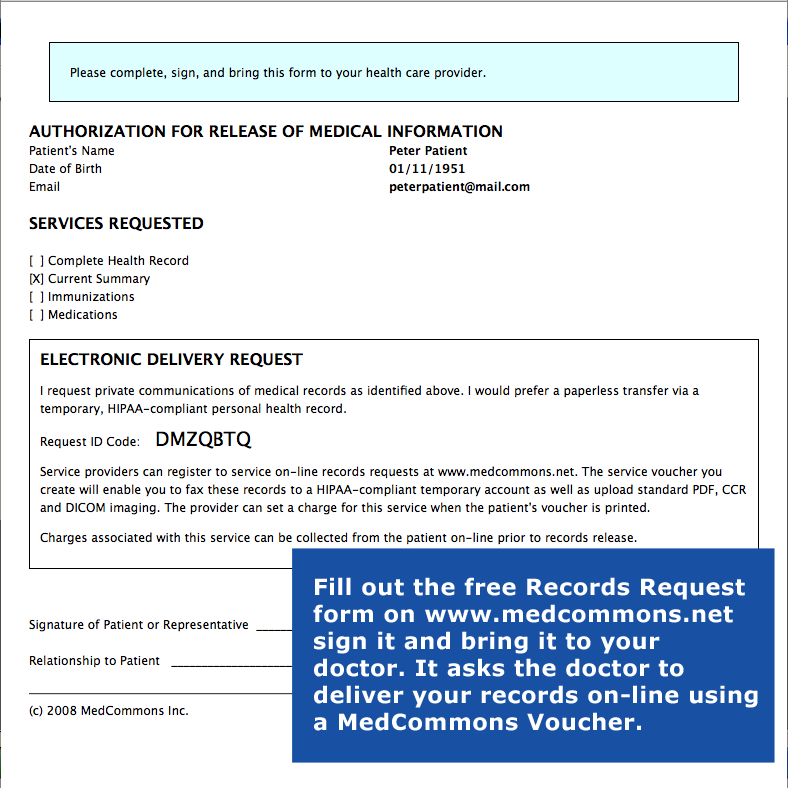 Please complete, sign, and bring this form to your health care provider.
AUTHORIZATION FOR RELEASE OF MEDICAL INFORMATION
Patient's Name Peter Patient
Date of Birth 01/11/1951
Email peterpatient@mail.com
SERVICES REQUESTED
[ ] Complete Health Record
[X] Current Summary
[ ] Immunizations
[ ] Medications
ELECTRONIC DELIVERY REQUEST
I request private communications of medical records as identified above. I would prefer a paperless transfer via a
temporary, HIPAA-compliant personal health record.
Request ID Code: DMZQBTQ
Service providers can register to service on-line records requests at www.medcommons.net. The service voucher you
create will enable you to fax these records to a HIPAA-compliant temporary account as well as upload standard PDF, CCR
and DICOM imaging. The provider can set a charge for this service when the patient's voucher is printed.
Charges associated with this service can be collected from the patient on-line prior to records release.
Signature of Patient or Representative ______
Relationship to Patient ____________________
(c) 2008 MedCommons Inc.
Fill out the free Records Request
form on www.medcommons.net
sign it and bring it to your
doctor. It asks the doctor to
deliver your records on-line using
a MedCommons Voucher.